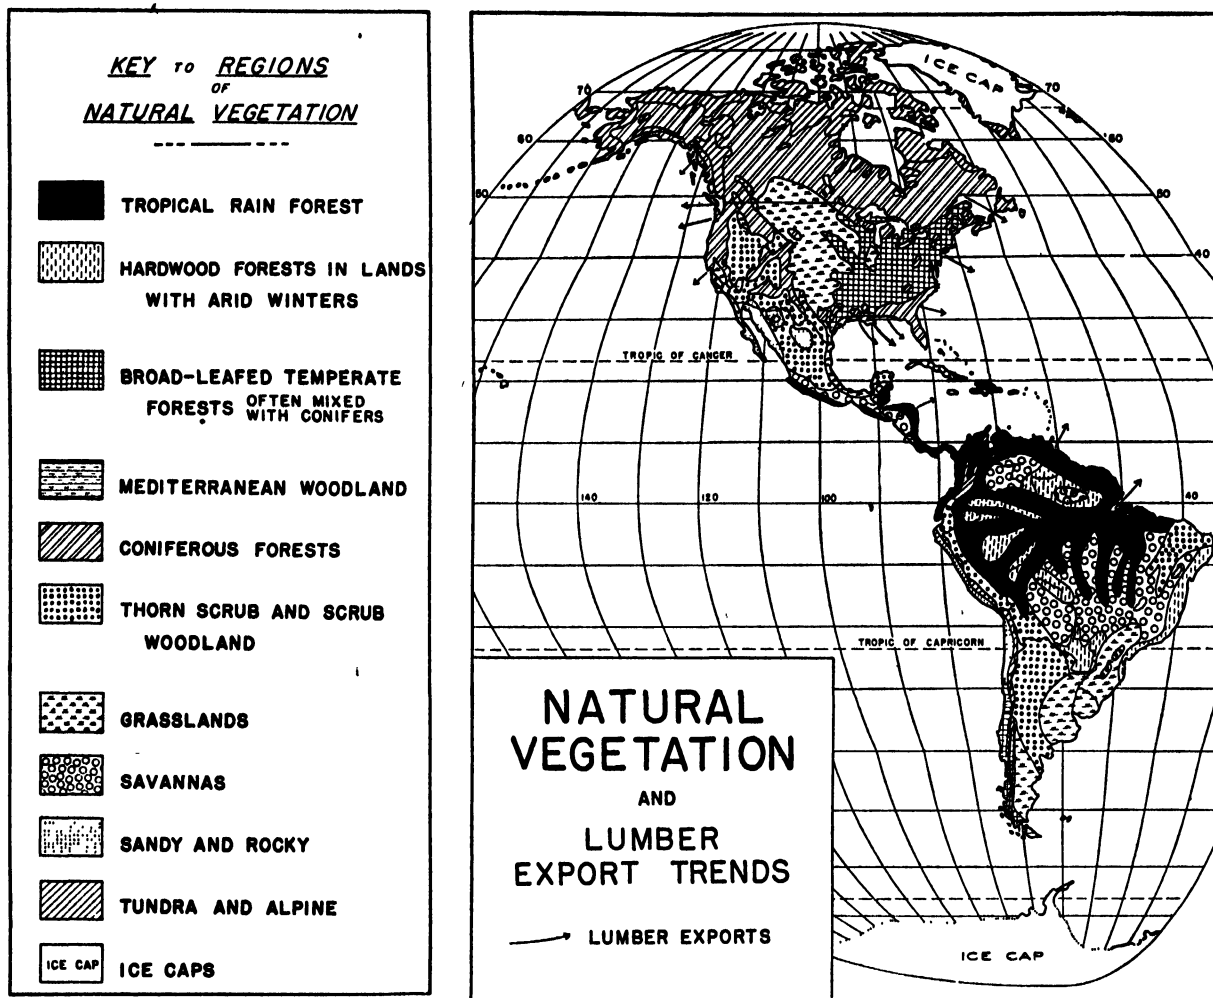 KEY TO REGIONS
OF
NATURAL VEGETATION
TROPICAL RAIN FOREST
HARDWOOD FORESTS IN LANDS
WITH ARID WINTERS
BROAD-LEAFED TEMPERATE
FORESTS OFTEN MIXED
WITH CONIFERS
MEDITERRANEAN WOODLAND
CONIFEROUS FORESTS
THORN SCRUB AND SCRUB
WOODLAND
GRASSLANDS
SAVANNAS
SANDY AND ROCKY
TUNDRA AND ALPINE
ICE CAP ICE CAPS
ICE CAP
70 70
60 60
50 50
40
TROPIC OF CANCER
140 120 100 40
TROPIC OF CAPRICORN
NATURAL
VEGETATION
AND
LUMBER
EXPORT TRENDS
LUMBER EXPORTS
ICE CAP